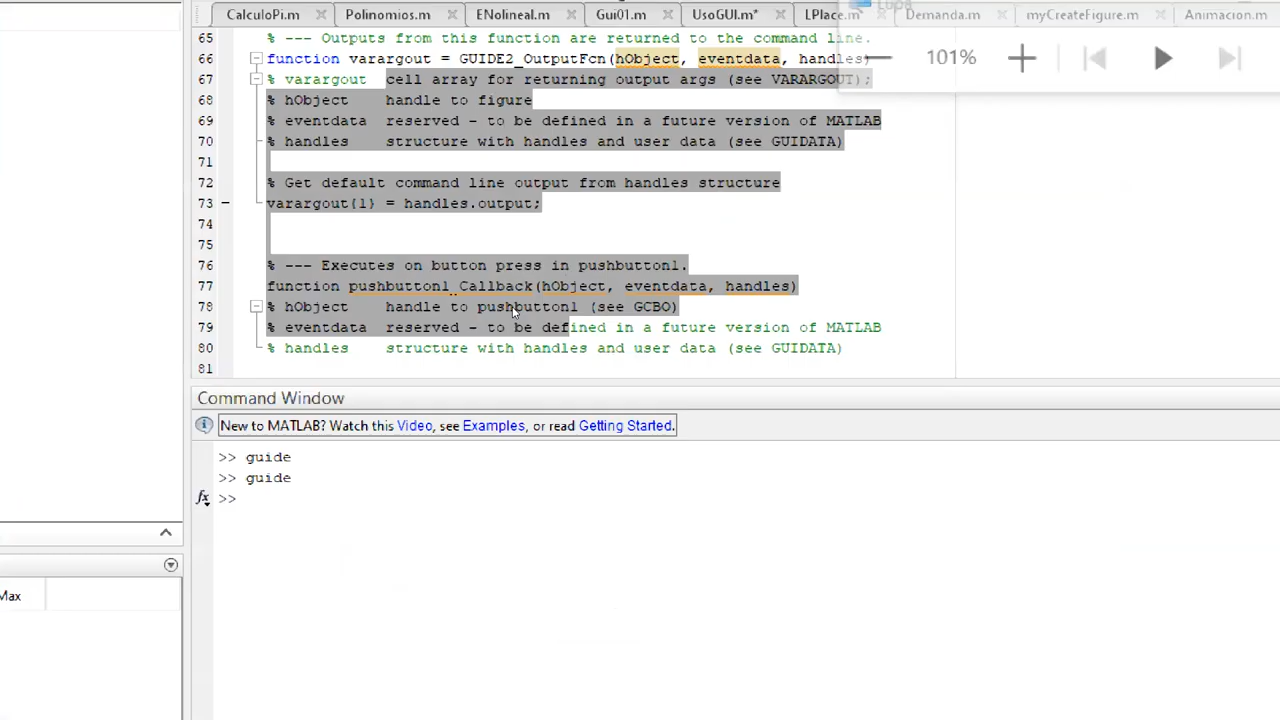 CalculoPi.m Polinomios.m ENolineal.m Gui01.m UsoGUI.m* LPlace.m Demanda.m myCreateFigure.m Animacion.m
Lupa
101%
65 % --- Outputs from this function are returned to the command line.
66 function varargout = GUIDE2_OutputFcn(hObject, eventdata, handles)
67 % varargout cell array for returning output args (see VARARGOUT);
68 % hObject handle to figure
69 % eventdata reserved - to be defined in a future version of MATLAB
70 % handles structure with handles and user data (see GUIDATA)
71
72 % Get default command line output from handles structure
73 varargout{1} = handles.output;
74
75
76 % --- Executes on button press in pushbutton1.
77 function pushbutton1_Callback(hObject, eventdata, handles)
78 % hObject handle to pushbutton1 (see GCBO)
79 % eventdata reserved - to be defined in a future version of MATLAB
80 % handles structure with handles and user data (see GUIDATA)
81
Command Window
New to MATLAB? Watch this Video, see Examples, or read Getting Started.
>> guide
>> guide
fx >>
Max